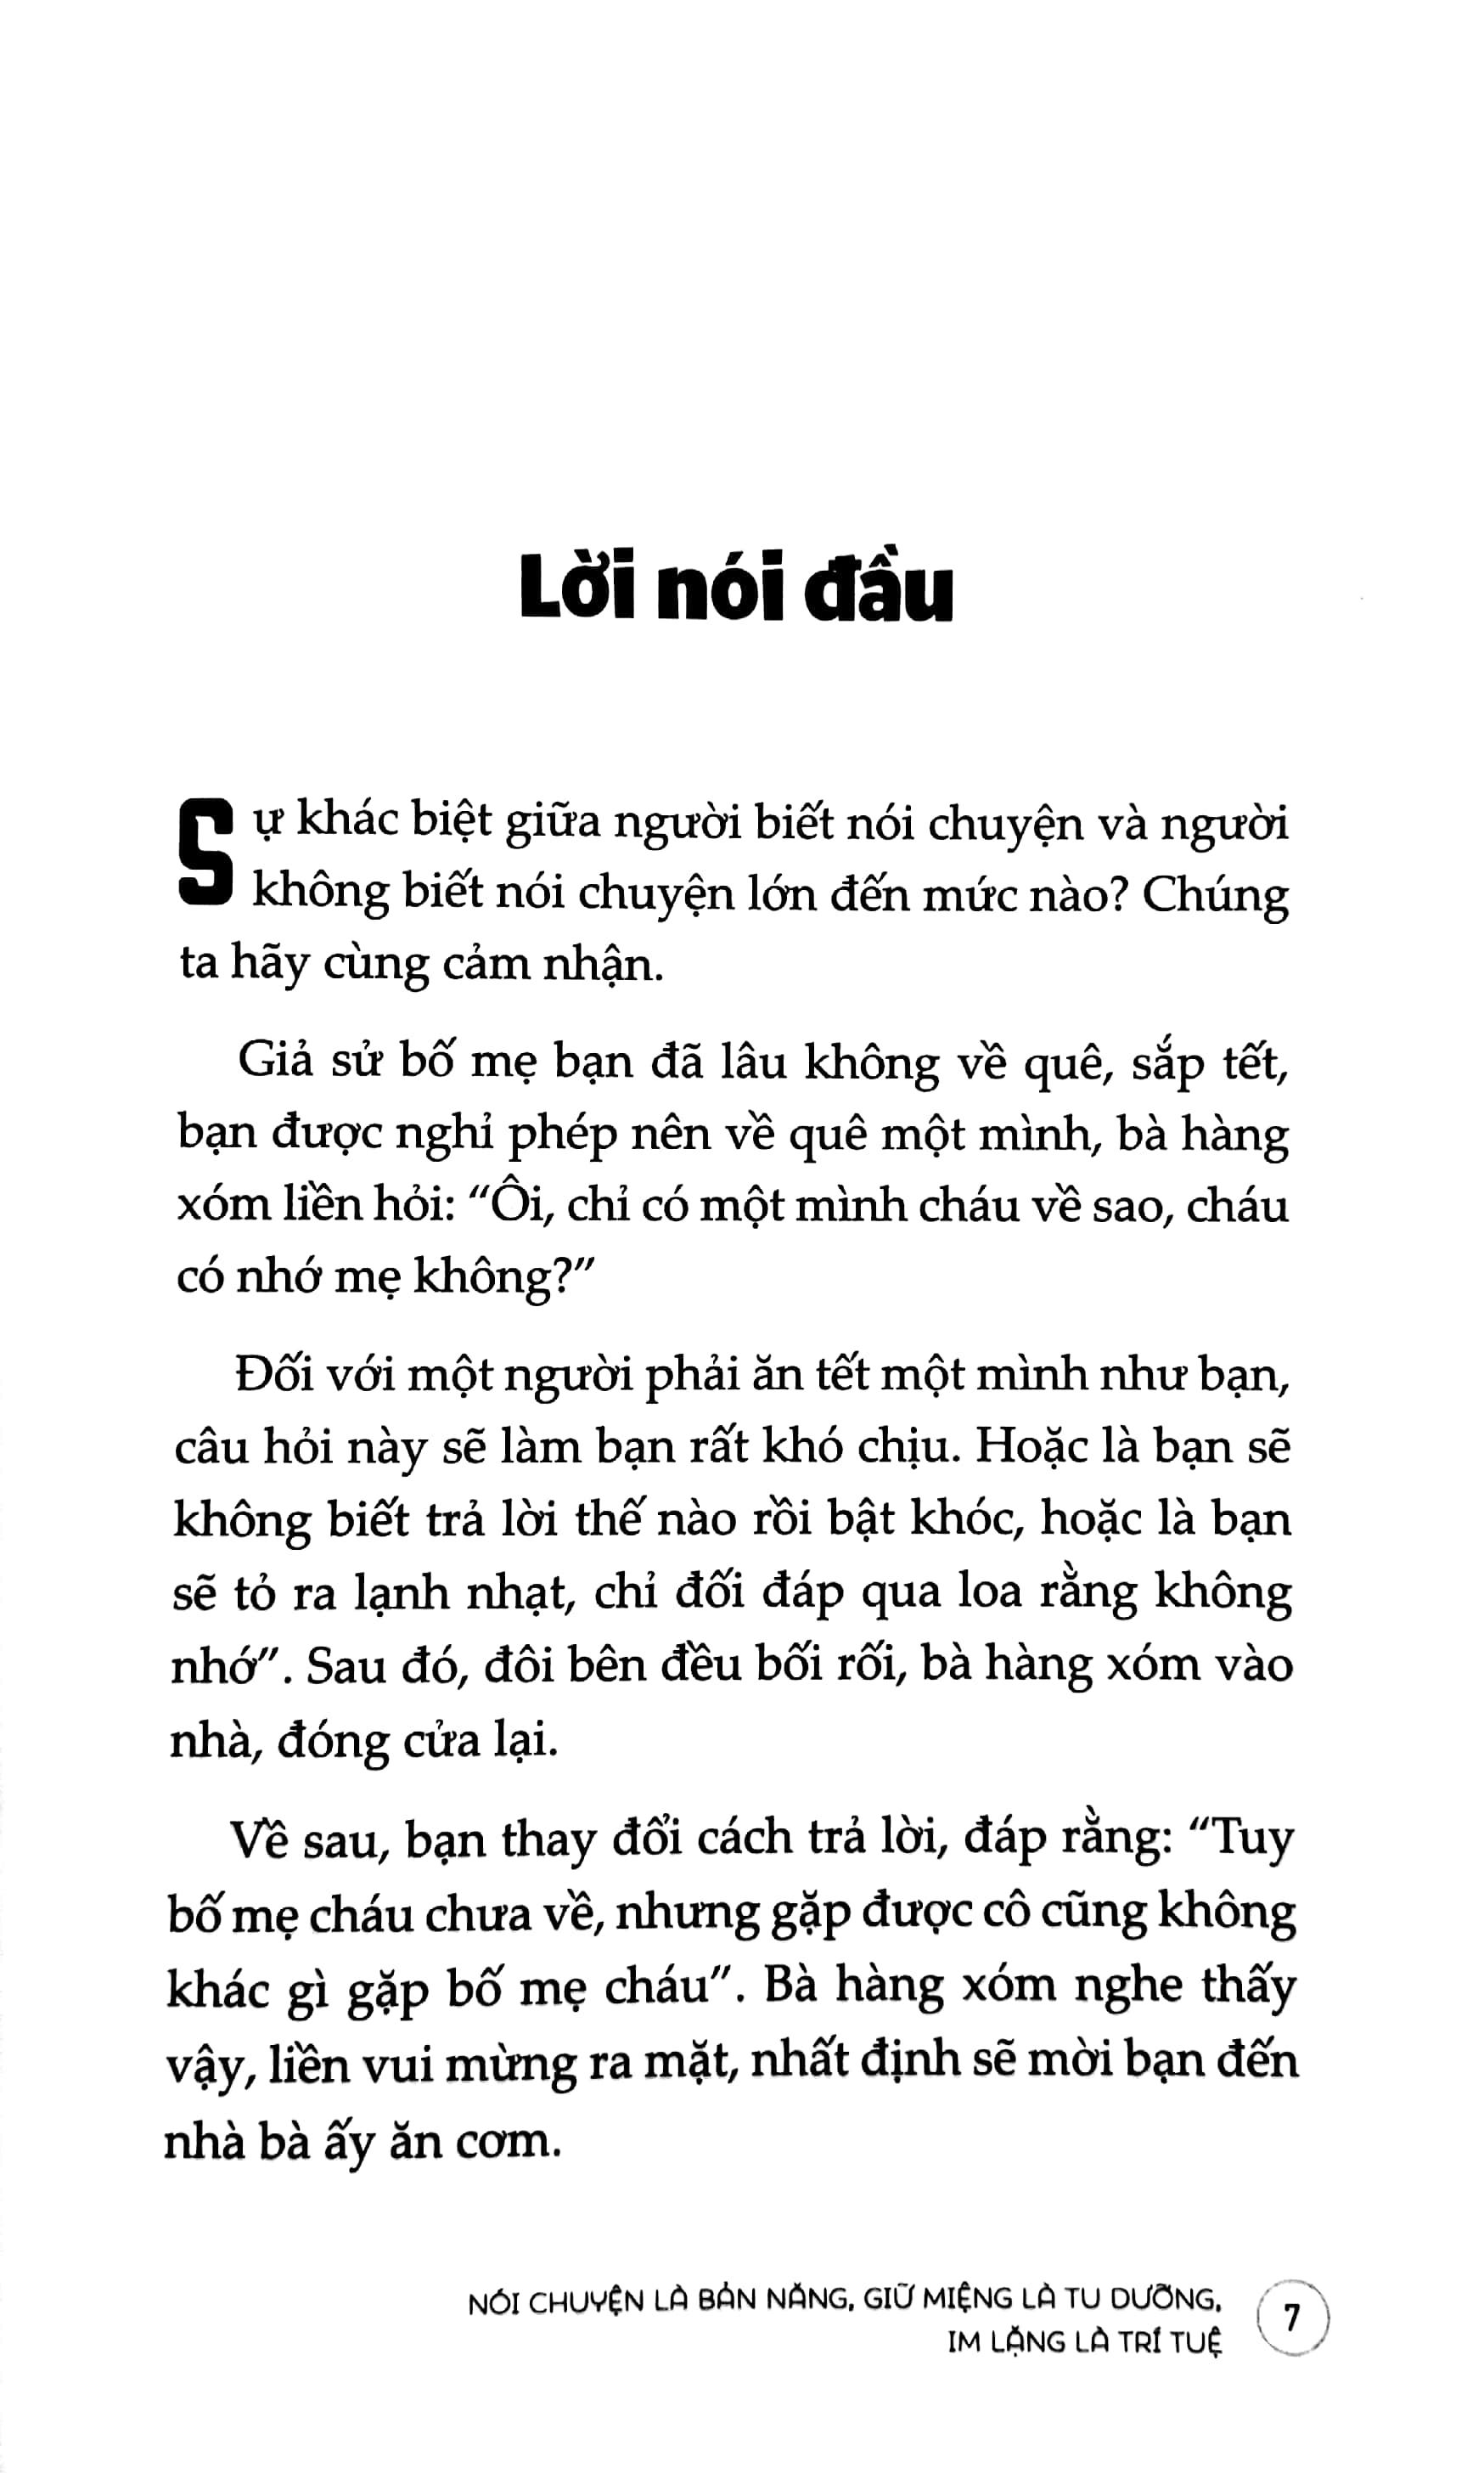 Lời nói đầu
Sự khác biệt giữa người biết nói chuyện và người
không biết nói chuyện lớn đến mức nào? Chúng
ta hãy cùng cảm nhận.
Giả sử bố mẹ bạn đã lâu không về quê, sắp tết,
bạn được nghỉ phép nên về quê một mình, bà hàng
xóm liền hỏi: “Ôi, chỉ có một mình cháu về sao, cháu
có nhớ mẹ không?”
Đối với một người phải ăn tết một mình như bạn,
câu hỏi này sẽ làm bạn rất khó chịu. Hoặc là bạn sẽ
không biết trả lời thế nào rồi bật khóc, hoặc là bạn
sẽ tỏ ra lạnh nhạt, chỉ đối đáp qua loa rằng không
nhớ”. Sau đó, đôi bên đều bối rối, bà hàng xóm vào
nhà, đóng cửa lại.
Về sau, bạn thay đổi cách trả lời, đáp rằng: “Tuy
bố mẹ cháu chưa về, nhưng gặp được cô cũng không
khác gì gặp bố mẹ cháu”. Bà hàng xóm nghe thấy
vậy, liền vui mừng ra mặt, nhất định sẽ mời bạn đến
nhà bà ấy ăn cơm.
NÓI CHUYỆN LÀ BẢN NĂNG, GIỮ MIỆNG LÀ TU DƯỠNG,
IM LẶNG LÀ TRÍ TUỆ
7